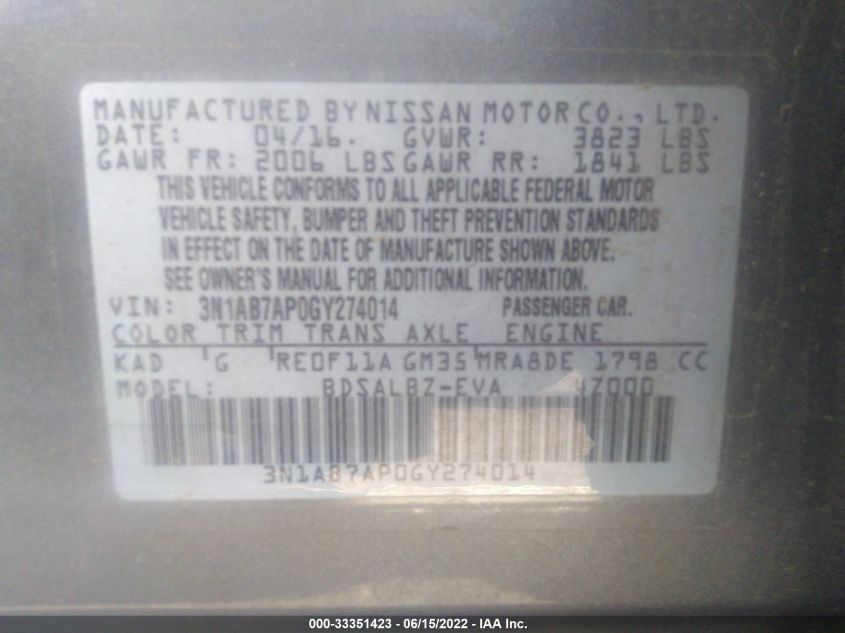 MANUFACTURED BY NISSAN MOTOR CO., LTD.
DATE: 04/16. GVWR: 3823 LBS
GAWR FR: 2006 LBS GAWR RR: 1841 LBS
THIS VEHICLE CONFORMS TO ALL APPLICABLE FEDERAL MOTOR
VEHICLE SAFETY, BUMPER AND THEFT PREVENTION STANDARDS
IN EFFECT ON THE DATE OF MANUFACTURE SHOWN ABOVE.
SEE OWNER'S MANUAL FOR ADDITIONAL INFORMATION.
VIN: 3N1AB7AP0GY274014 PASSENGER CAR.
COLOR TRIM TRANS AXLE ENGINE
KAD G RE0F11A GM35 MRA8DE 1798 CC
MODEL: BDSALBZ-EVA 4Z000
3N1AB7AP0GY274014
000-33351423 - 06/15/2022 - IAA Inc.